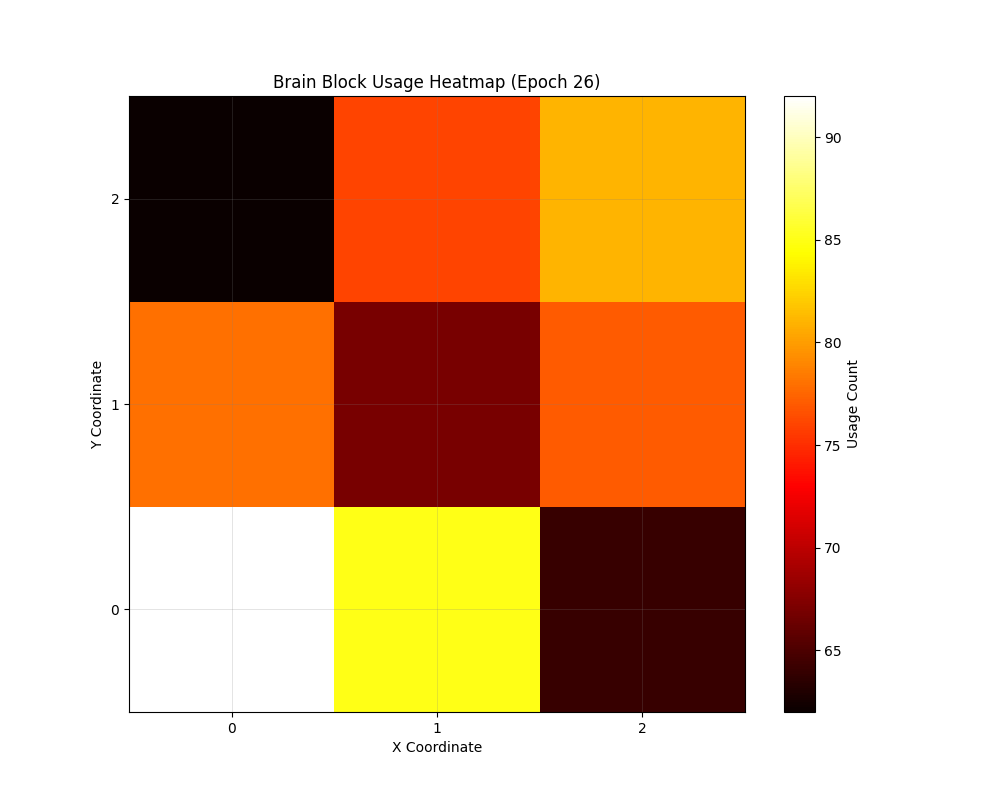 Brain Block Usage Heatmap (Epoch 26)
90
85
80
75
70
65
Usage Count
2
1
0
Y Coordinate
0 1 2
X Coordinate